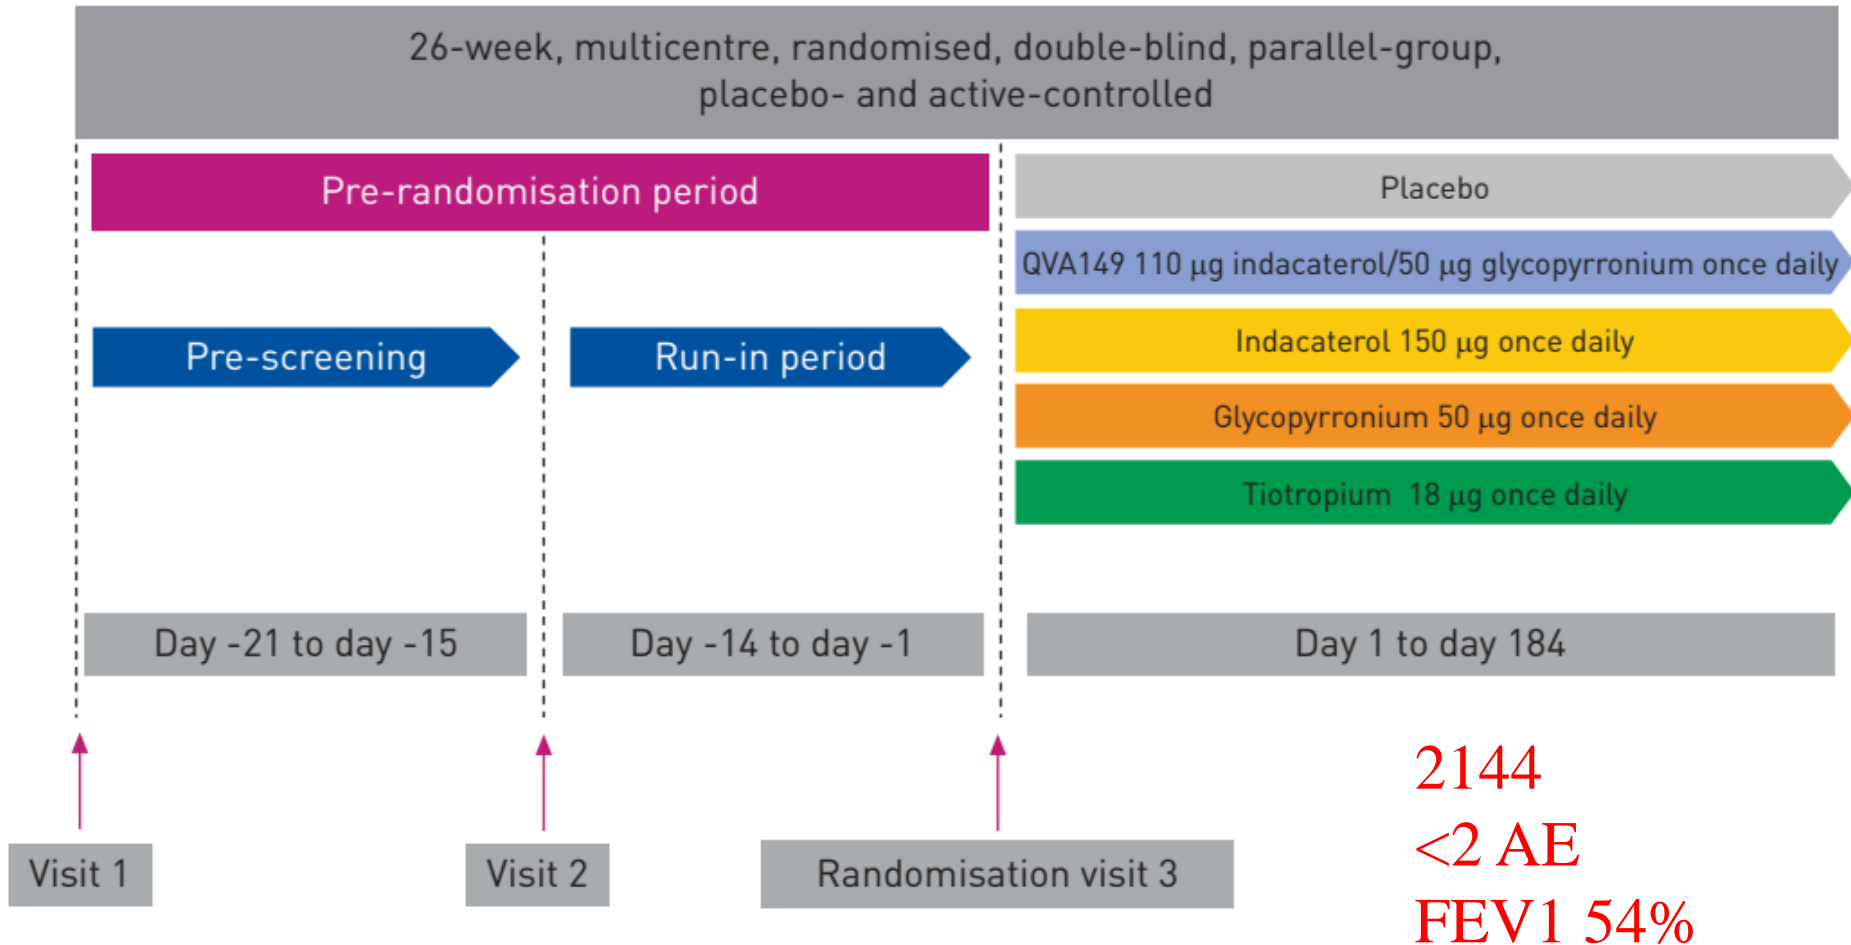 26-week, multicentre, randomised, double-blind, parallel-group,
placebo- and active-controlled
Pre-randomisation period
Placebo
QVA149 110 µg indacaterol/50 µg glycopyrronium once daily
Indacaterol 150 µg once daily
Glycopyrronium 50 µg once daily
Tiotropium 18 µg once daily
Pre-screening
Run-in period
Day -21 to day -15
Day -14 to day -1
Day 1 to day 184
Visit 1
Visit 2
Randomisation visit 3
2144
<2 AE
FEV1 54%